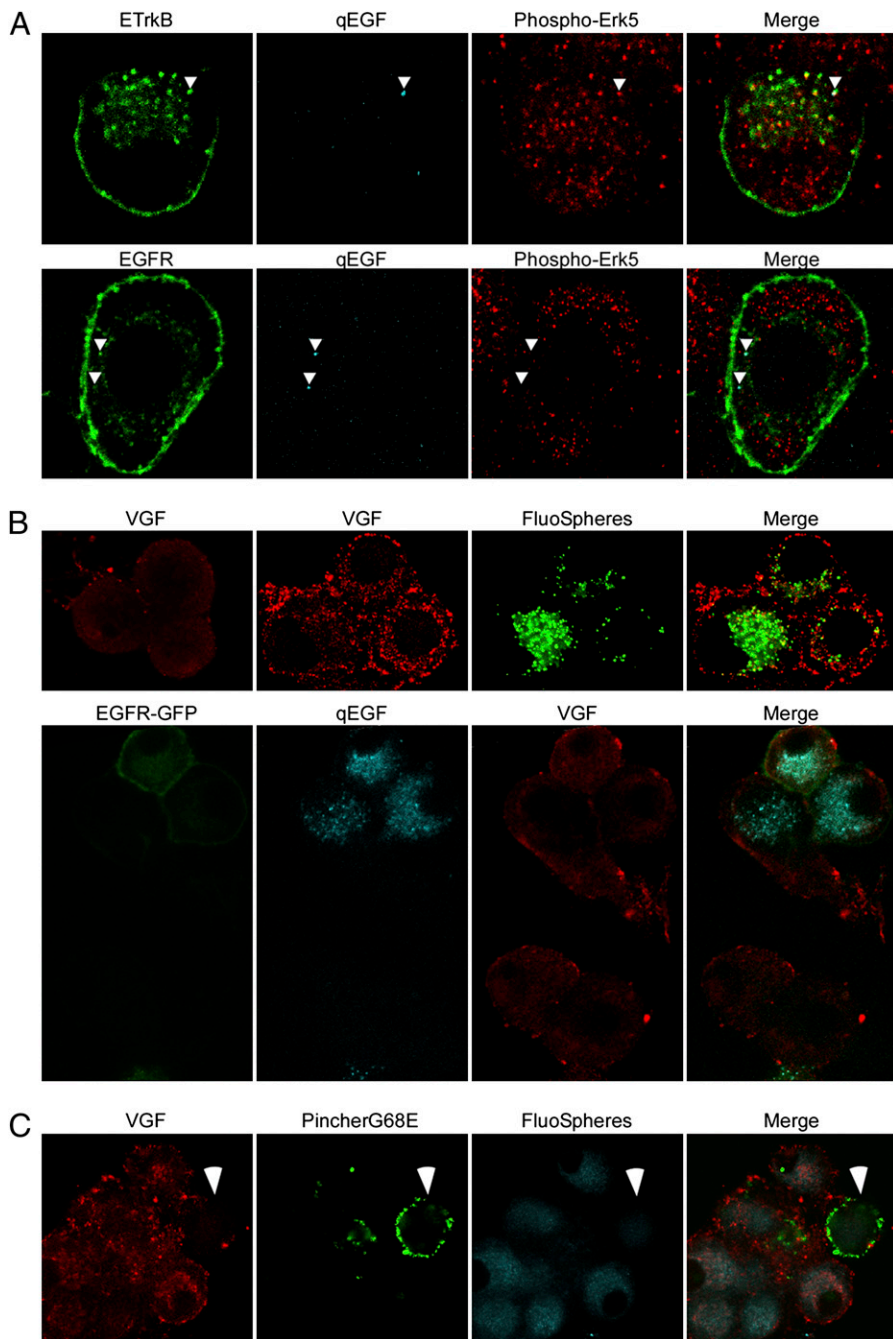 A
ETrkB qEGF Phospho-Erk5 Merge
EGFR qEGF Phospho-Erk5 Merge
B
VGF VGF FluoSpheres Merge
EGFR-GFP qEGF VGF Merge
C
VGF PincherG68E FluoSpheres Merge